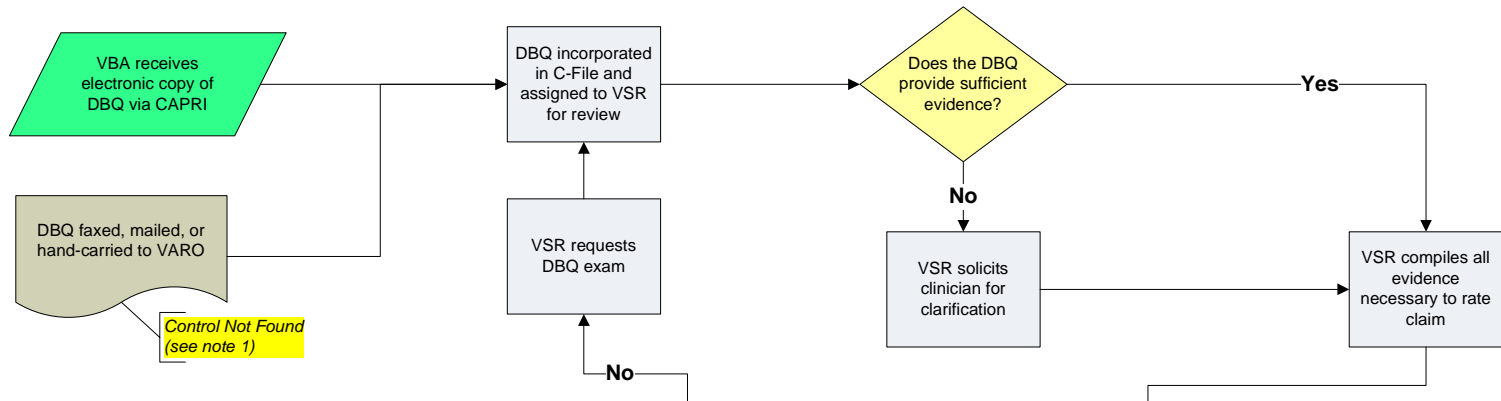 VBA receives
electronic copy of
DBQ via CAPRI
DBQ incorporated
in C-File and
assigned to VSR
for review
Does the DBQ
provide sufficient
evidence?
Yes
No
DBQ faxed, mailed, or
hand-carried to VARO
Control Not Found
(see note 1)
VSR requests
DBQ exam
VSR solicits
clinician for
clarification
VSR compiles all
evidence
necessary to rate
claim
No